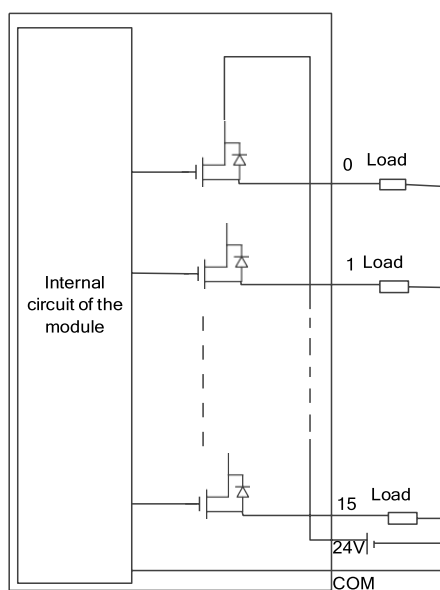 0 Load
1 Load
Internal
circuit of the
module
15 Load
24V
COM